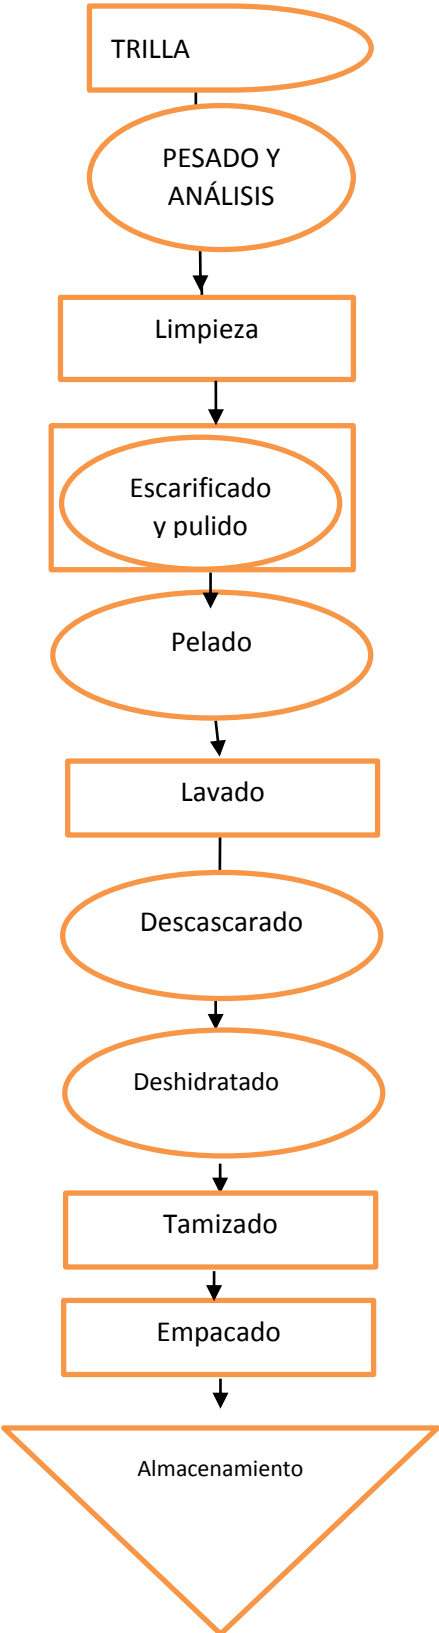 TRILLA
PESADO Y
ANÁLISIS
Limpieza
Escarificado
y pulido
Pelado
Lavado
Descascarado
Deshidratado
Tamizado
Empacado
Almacenamiento